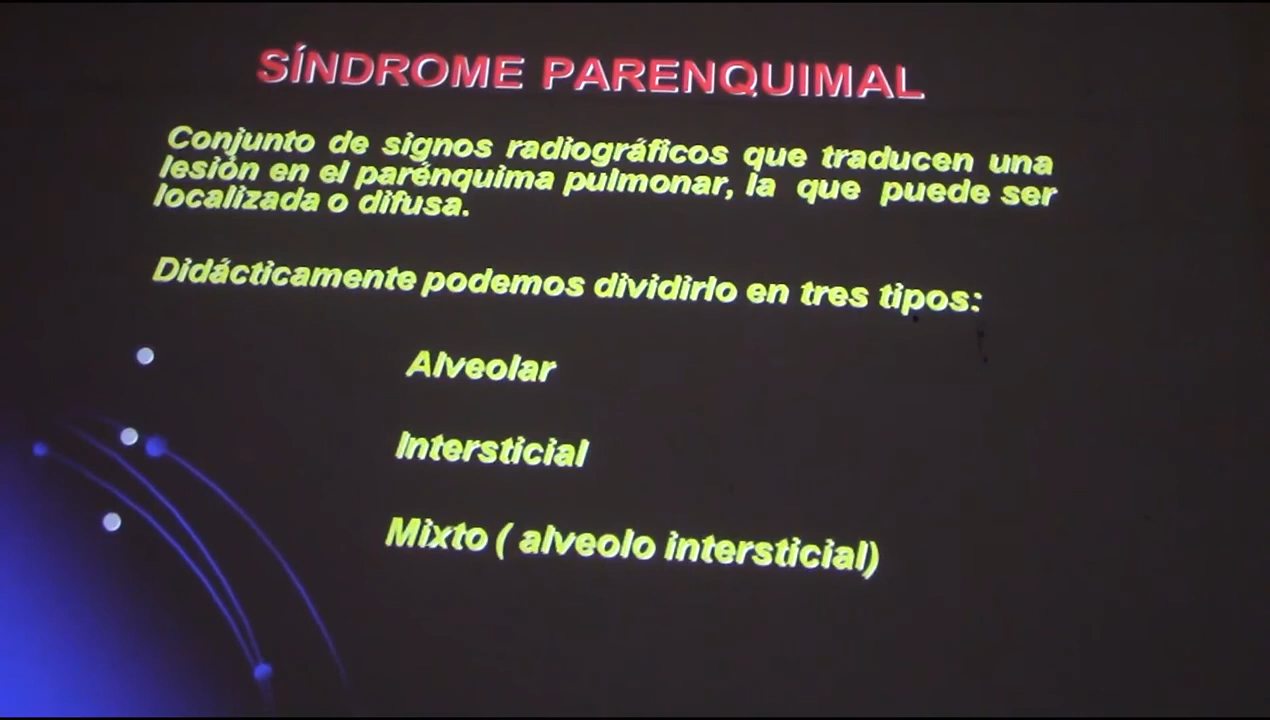 SÍNDROME PARENQUIMAL
Conjunto de signos radiográficos que traducen una
lesión en el parénquima pulmonar, la que puede ser
localizada o difusa.
Didácticamente podemos dividirlo en tres tipos:
Alveolar
Intersticial
Mixto ( alveolo intersticial)